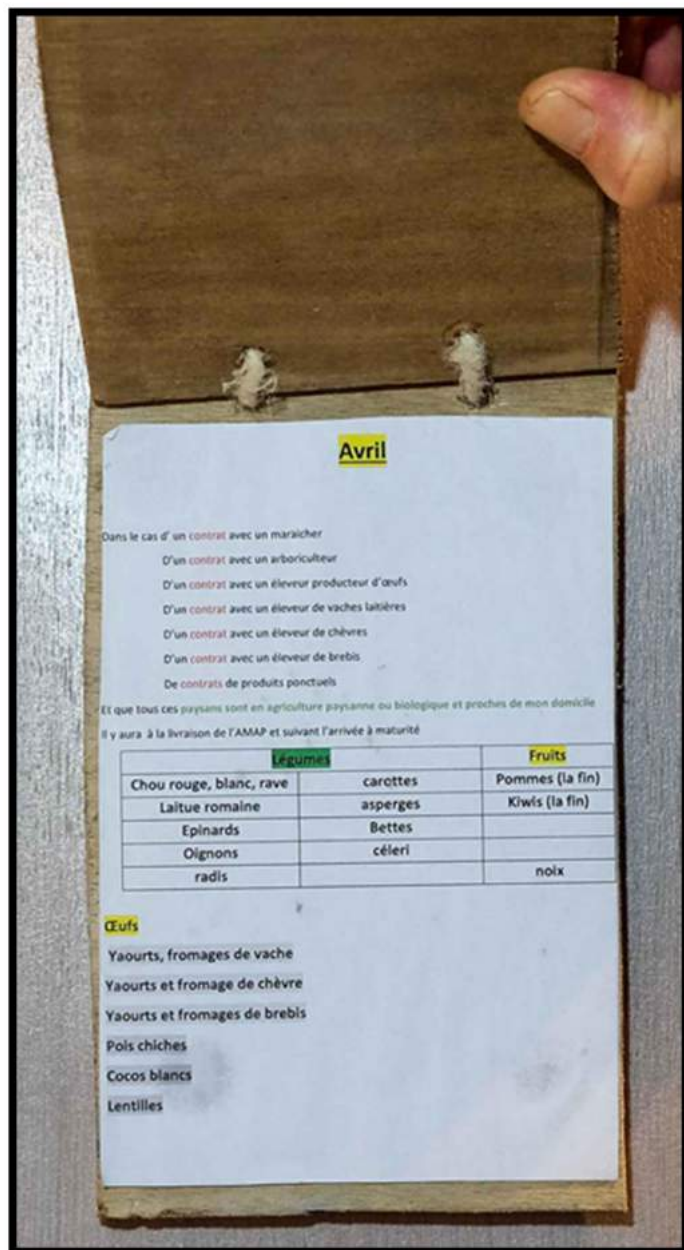 Avril
Dans le cas d' un contrat avec un maraicher
D'un contrat avec un arboriculteur
D'un contrat avec un éleveur producteur d'œufs
D'un contrat avec un éleveur de vaches laitières
D'un contrat avec un éleveur de chèvres
D'un contrat avec un éleveur de brebis
De contrats de produits ponctuels
Et que tous ces paysans sont en agriculture paysanne ou biologique et proches de mon domicile
Il y aura à la livraison de l'AMAP et suivant l'arrivée à maturité
Légumes Fruits
Chou rouge, blanc, rave carottes Pommes (la fin)
Laitue romaine asperges Kiwis (la fin)
Epinards Bettes
Oignons céleri
radis noix
Œufs
Yaourts, fromages de vache
Yaourts et fromage de chèvre
Yaourts et fromages de brebis
Pois chiches
Cocos blancs
Lentilles